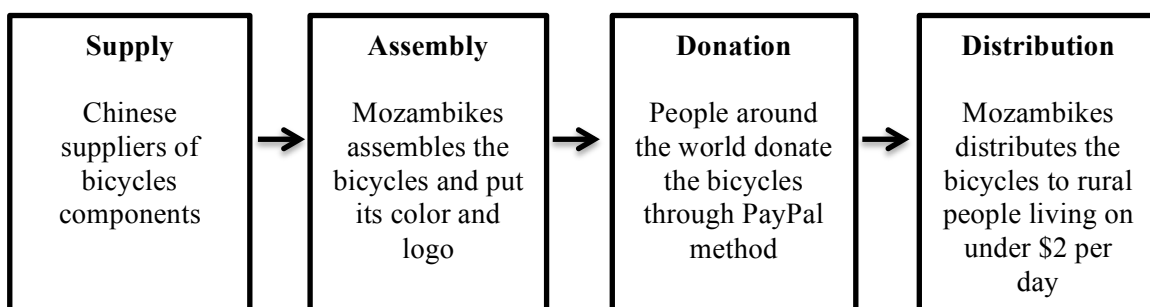 Supply
Chinese
suppliers of
bicycles
components
Assembly
Mozambikes
assembles the
bicycles and put
its color and
logo
Donation
People around
the world donate
the bicycles
through PayPal
method
Distribution
Mozambikes
distributes the
bicycles to rural
people living on
under $2 per
day